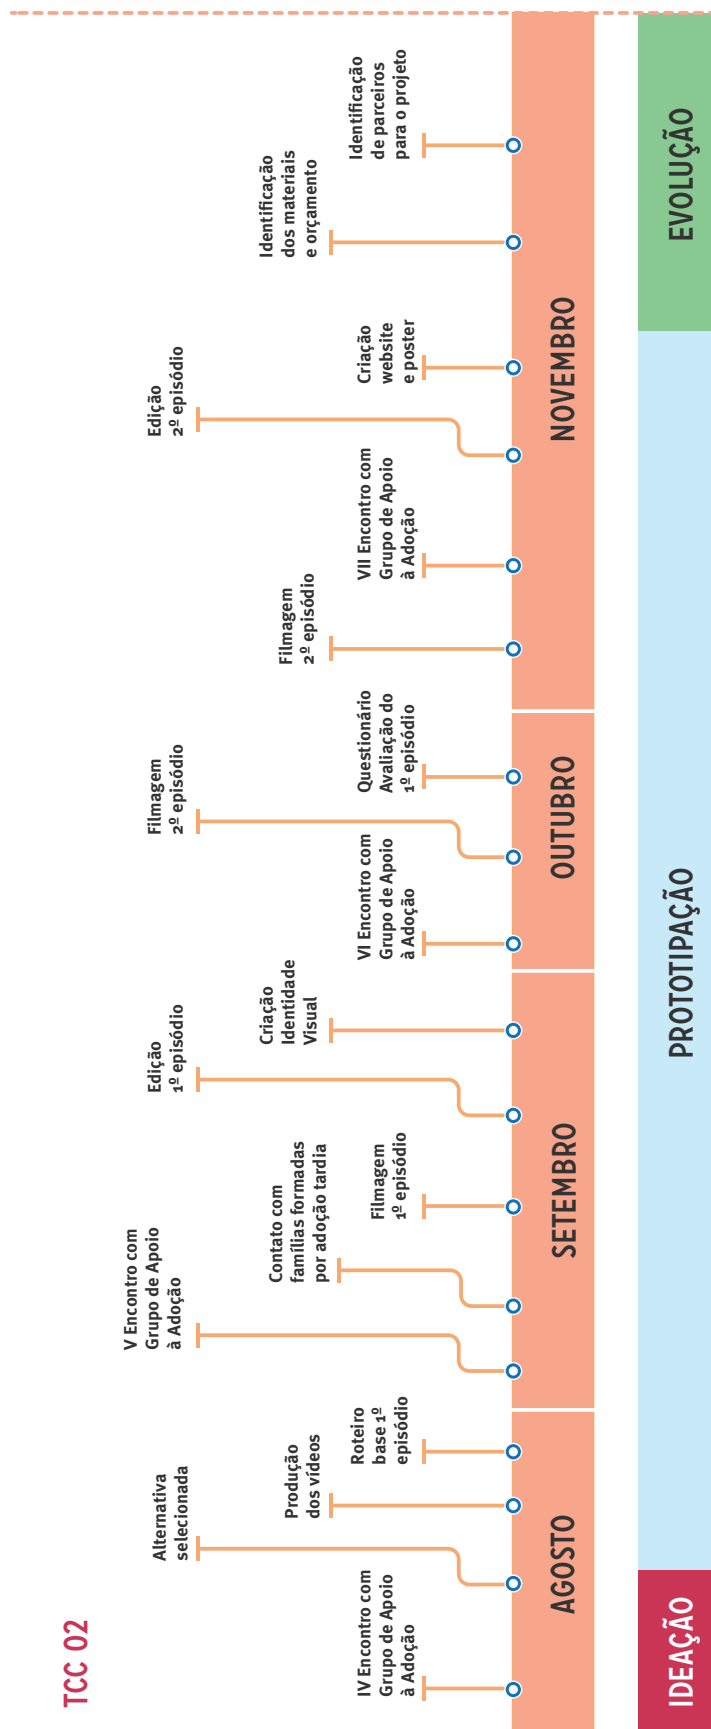 TCC 02
IV Encontro com
Grupo de Apoio
à Adoção
Alternativa
selecionada
Produção
dos vídeos
Roteiro
base 1º
episódio
V Encontro com
Grupo de Apoio
à Adoção
Contato com
famílias formadas
por adoção tardia
Filmagem
1º episódio
Edição
1º episódio
Criação
Identidade
Visual
VI Encontro com
Grupo de Apoio
à Adoção
Filmagem
2º episódio
Questionário
Avaliação do
1º episódio
Filmagem
2º episódio
VII Encontro com
Grupo de Apoio
à Adoção
Edição
2º episódio
Criação
website
e poster
Identificação
dos materiais
e orçamento
Identificação
de parceiros
para o projeto
AGOSTO
SETEMBRO
OUTUBRO
NOVEMBRO
IDEAÇÃO
PROTOTIPAÇÃO
EVOLUÇÃO